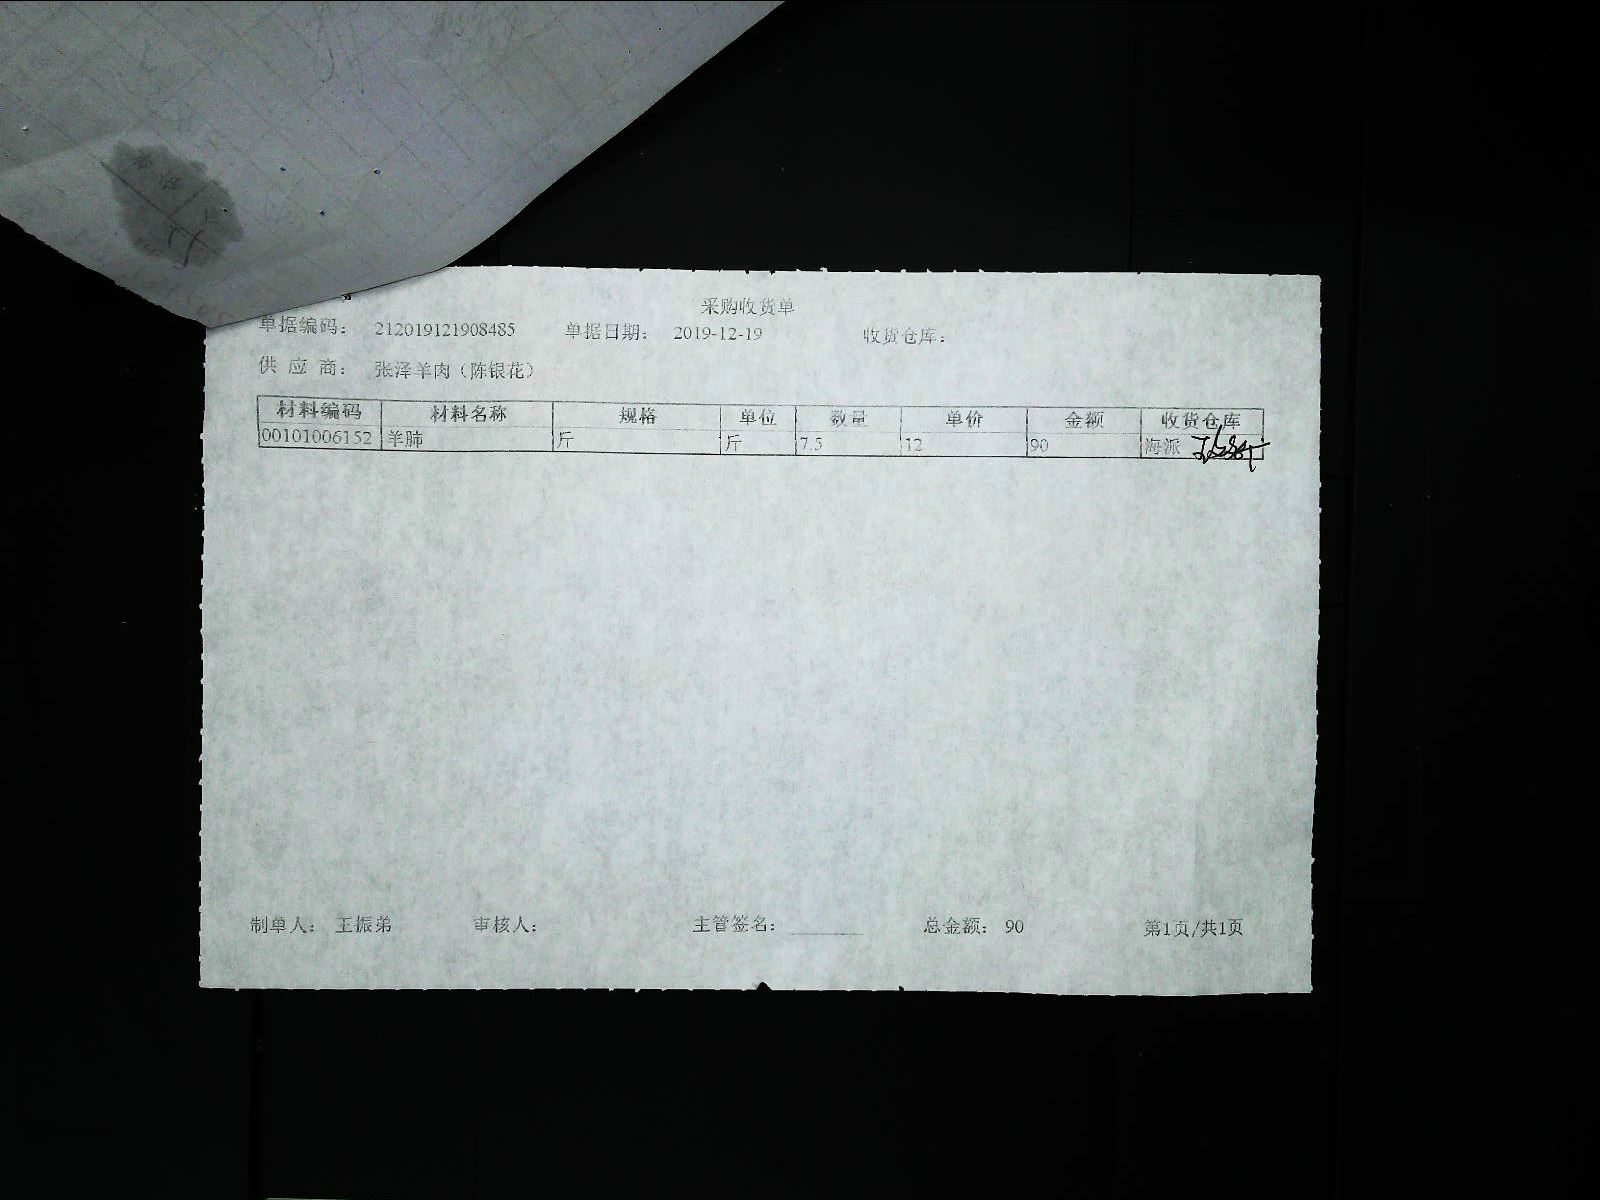 采购收货单
单据编码： 212019121908485 单据日期： 2019-12-19 收货仓库：
供 应 商： 张泽羊肉（陈银花）
材料编码 材料名称 规格 单位 数量 单价 金额 收货仓库
00101006152 羊肺 斤 斤 7.5 12 90 海派
制单人： 王振弟 审核人： 主管签名： 总金额： 90 第1页/共1页